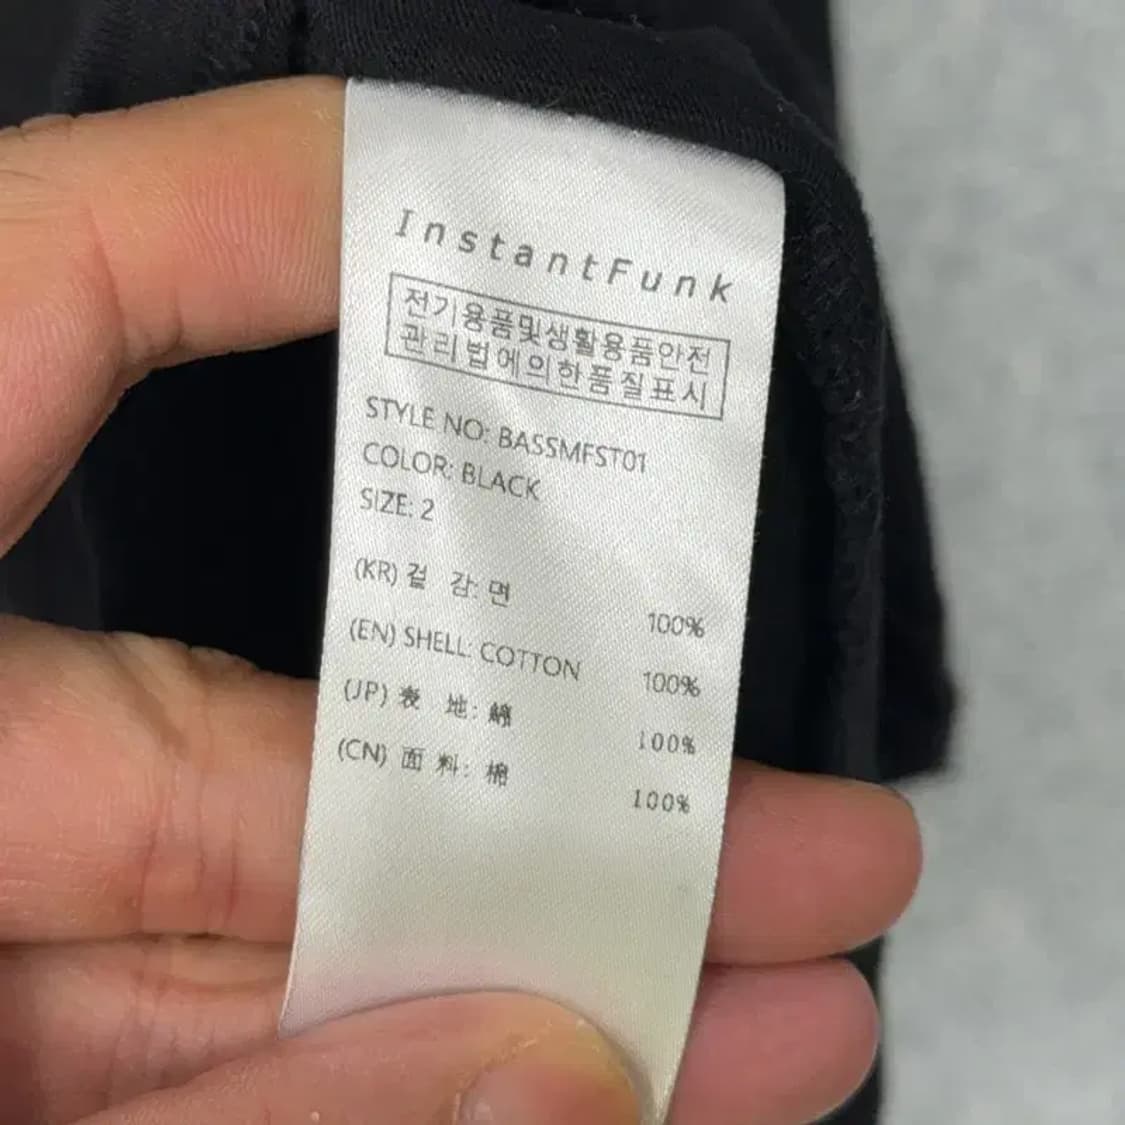 InstantFunk
전기용품및생활용품안전
관리법에의한품질표시
STYLE NO: BASSMFST01
COLOR: BLACK
SIZE: 2
(KR) 겉 감: 면 100%
(EN) SHELL: COTTON 100%
(JP) 表 地: 綿 100%
(CN) 面 料: 棉 100%